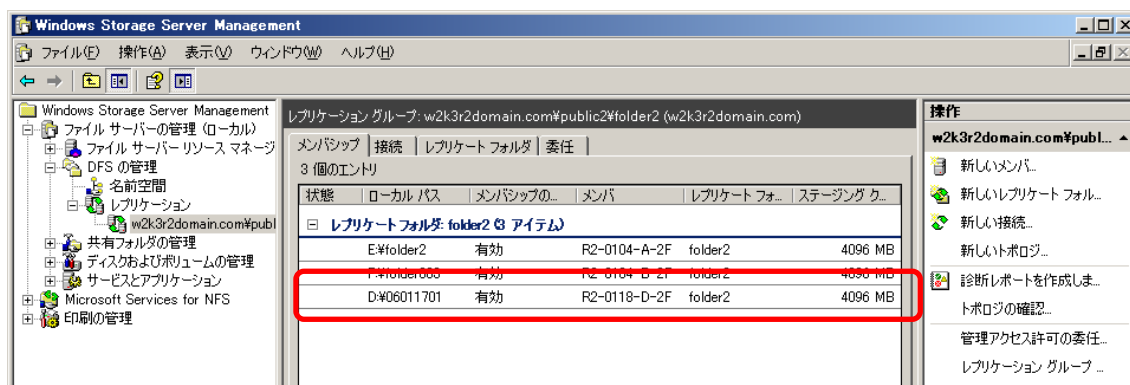 Windows Storage Server Management
ファイル(F) 操作(A) 表示(V) ウィンドウ(W) ヘルプ(H)
Windows Storage Server Management
ファイル サーバーの管理 (ローカル)
ファイル サーバー リソース マネージ
DFS の管理
名前空間
レプリケーション
w2k3r2domain.com¥publ
共有フォルダの管理
ディスクおよびボリュームの管理
サービスとアプリケーション
Microsoft Services for NFS
印刷の管理
レプリケーション グループ: w2k3r2domain.com¥public2¥folder2 (w2k3r2domain.com)
メンバシップ 接続 レプリケート フォルダ 委任
3 個のエントリ
状態 ローカル パス メンバシップの... メンバ レプリケート フォ... ステージング ク...
レプリケート フォルダ: folder2 (3 アイテム)
E:¥folder2 有効 R2-0104-A-2F folder2 4096 MB
有効 folder2 4096 MB
D:¥06011701 有効 R2-0118-D-2F folder2 4096 MB
操作
w2k3r2domain.com¥publ...
新しいメンバ...
新しいレプリケート フォル...
新しい接続...
新しいトポロジ...
診断レポートを作成しま...
トポロジの確認...
管理アクセス許可の委任...
レプリケーション グループ ...